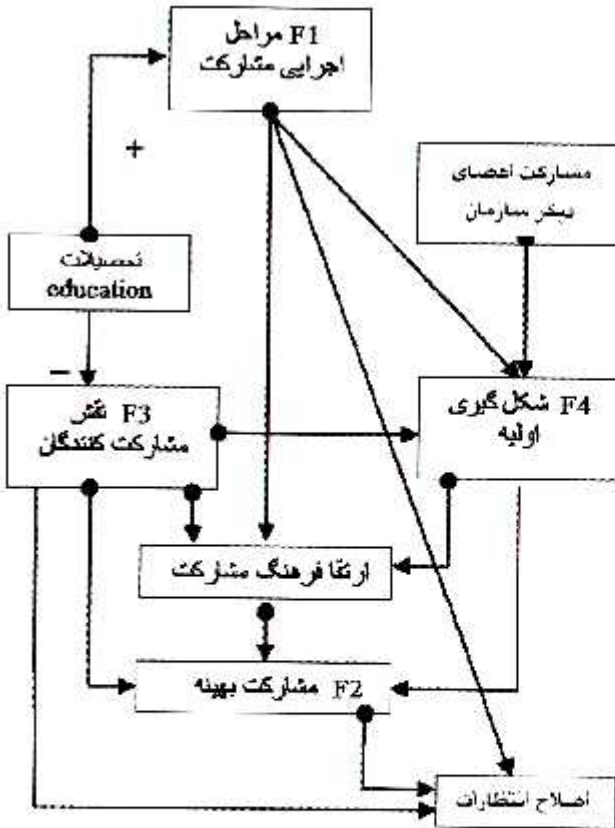 F1 مراحل
اجرایی مشارکت
+
مشارکت اعضای
دیگر سازمان
تحصیلات
education
–
F3 نقش
مشارکت کنندگان
F4 شکل گیری
اولیه
ارتقا فرهنگ مشارکت
F2 مشارکت بهینه
اصلاح انتظارات